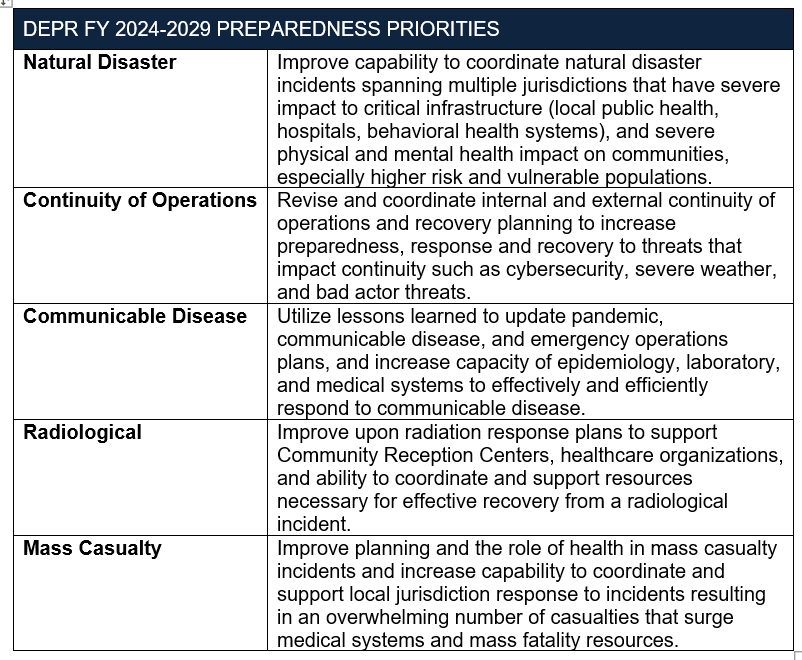 DEPR FY 2024-2029 PREPAREDNESS PRIORITIES
Natural Disaster
Improve capability to coordinate natural disaster
incidents spanning multiple jurisdictions that have severe
impact to critical infrastructure (local public health,
hospitals, behavioral health systems), and severe
physical and mental health impact on communities,
especially higher risk and vulnerable populations.
Continuity of Operations
Revise and coordinate internal and external continuity of
operations and recovery planning to increase
preparedness, response and recovery to threats that
impact continuity such as cybersecurity, severe weather,
and bad actor threats.
Communicable Disease
Utilize lessons learned to update pandemic,
communicable disease, and emergency operations
plans, and increase capacity of epidemiology, laboratory,
and medical systems to effectively and efficiently
respond to communicable disease.
Radiological
Improve upon radiation response plans to support
Community Reception Centers, healthcare organizations,
and ability to coordinate and support resources
necessary for effective recovery from a radiological
incident.
Mass Casualty
Improve planning and the role of health in mass casualty
incidents and increase capability to coordinate and
support local jurisdiction response to incidents resulting
in an overwhelming number of casualties that surge
medical systems and mass fatality resources.